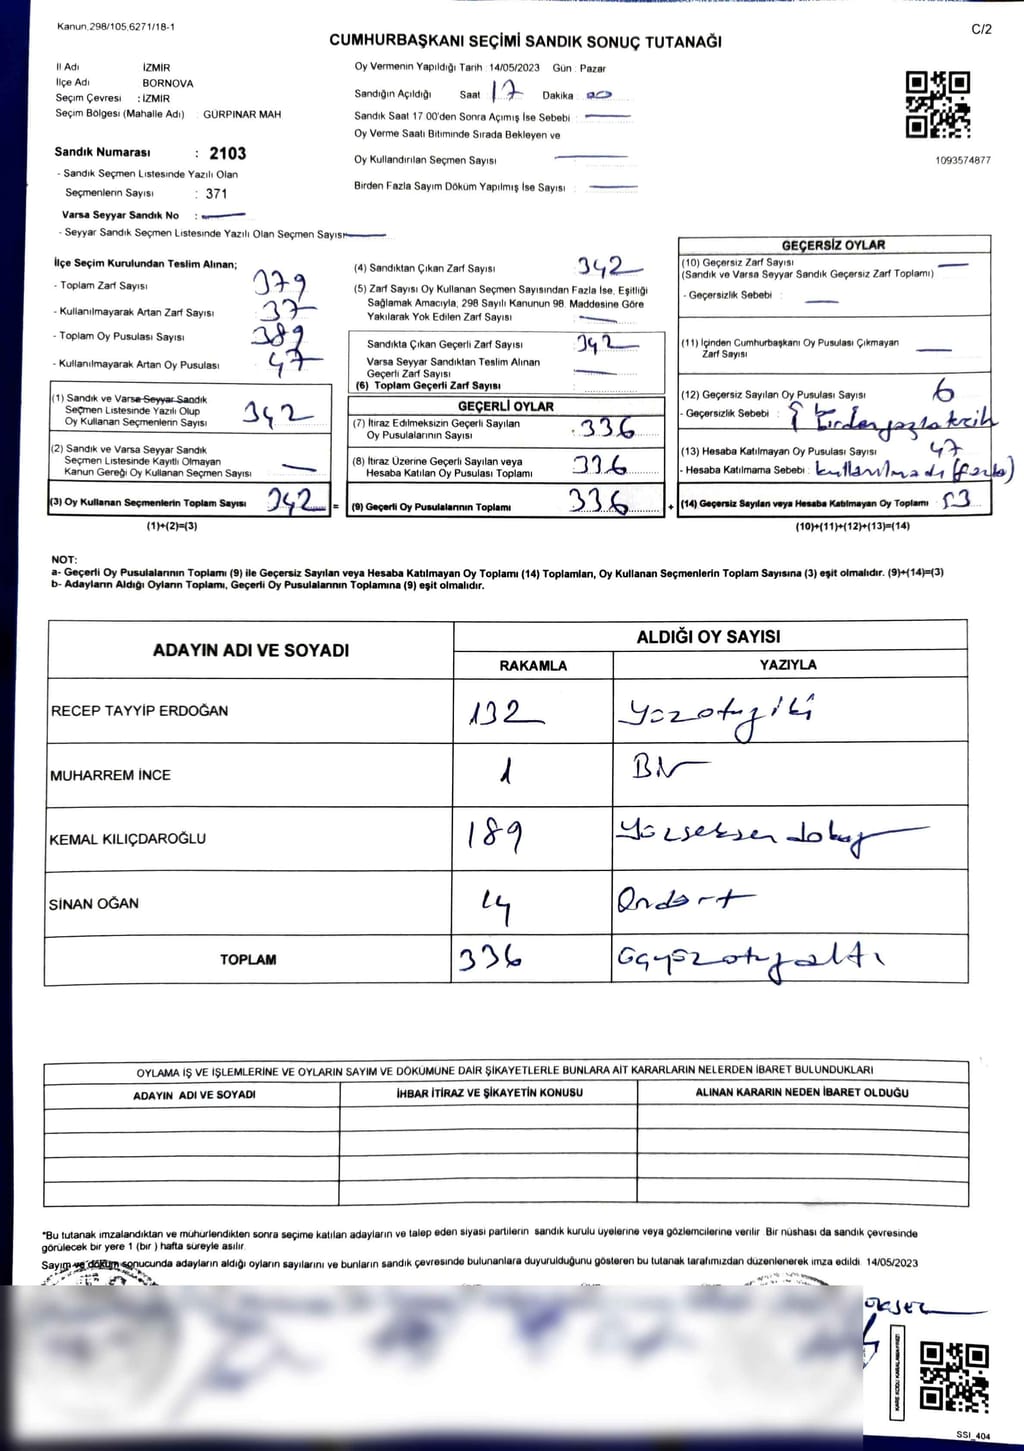 Kanun 298/105,6271/18-1
C/2
CUMHURBAŞKANI SEÇİMİ SANDIK SONUÇ TUTANAĞI
İl Adı İZMİR
İlçe Adı BORNOVA
Seçim Çevresi : İZMİR
Seçim Bölgesi (Mahalle Adı) : GÜRPINAR MAH
Sandık Numarası : 2103
- Sandık Seçmen Listesinde Yazılı Olan
Seçmenlerin Sayısı : 371
Varsa Seyyar Sandık No :
- Seyyar Sandık Seçmen Listesinde Yazılı Olan Seçmen Sayısı
Oy Vermenin Yapıldığı Tarih 14/05/2023 Gün : Pazar
Sandığın Açıldığı Saat 17 Dakika 00
Sandık Saat 17 00'den Sonra Açımış İse Sebebi :
Oy Verme Saati Bitiminde Sırada Bekleyen ve
Oy Kullandırılan Seçmen Sayısı :
Birden Fazla Sayım Döküm Yapılmış İse Sayısı :
1093574877
İlçe Seçim Kurulundan Teslim Alınan;
- Toplam Zarf Sayısı 379
- Kullanılmayarak Artan Zarf Sayısı 37
- Toplam Oy Pusulası Sayısı 389
- Kullanılmayarak Artan Oy Pusulası 47
(1) Sandık ve Varsa Seyyar Sandık
Seçmen Listesinde Yazılı Olup
Oy Kullanan Seçmenlerin Sayısı 342
(2) Sandık ve Varsa Seyyar Sandık
Seçmen Listesinde Kayıtlı Olmayan
Kanun Gereği Oy Kullanan Seçmen Sayısı
(3) Oy Kullanan Seçmenlerin Toplam Sayısı 342 =
(1)+(2)=(3)
(4) Sandıktan Çıkan Zarf Sayısı 342
(5) Zarf Sayısı Oy Kullanan Seçmen Sayısından Fazla İse, Eşitliği
Sağlamak Amacıyla, 298 Sayılı Kanunun 98. Maddesine Göre
Yakılarak Yok Edilen Zarf Sayısı :
Sandıkta Çıkan Geçerli Zarf Sayısı 342
Varsa Seyyar Sandıktan Teslim Alınan
Geçerli Zarf Sayısı
(6) Toplam Geçerli Zarf Sayısı
GEÇERLİ OYLAR
(7) İtiraz Edilmeksizin Geçerli Sayılan
Oy Pusulalarının Sayısı 336
(8) İtiraz Üzerine Geçerli Sayılan veya
Hesaba Katılan Oy Pusulası Toplamı 336
(9) Geçerli Oy Pusulalarının Toplamı 336 +
GEÇERSİZ OYLAR
(10) Geçersiz Zarf Sayısı
(Sandık ve Varsa Seyyar Sandık Geçersiz Zarf Toplamı)
- Geçersizlik Sebebi :
(11) İçinden Cumhurbaşkanı Oy Pusulası Çıkmayan
Zarf Sayısı
(12) Geçersiz Sayılan Oy Pusulası Sayısı 6
- Geçersizlik Sebebi : birden fazla tercih
(13) Hesaba Katılmayan Oy Pusulası Sayısı 47
- Hesaba Katılmama Sebebi : kullanılmadı (fazla)
(14) Geçersiz Sayılan veya Hesaba Katılmayan Oy Toplamı 53
(10)+(11)+(12)+(13)=(14)
NOT:
a- Geçerli Oy Pusulalarının Toplamı (9) ile Geçersiz Sayılan veya Hesaba Katılmayan Oy Toplamı (14) Toplamları, Oy Kullanan Seçmenlerin Toplam Sayısına (3) eşit olmalıdır. (9)+(14)=(3)
b- Adayların Aldığı Oyların Toplamı, Geçerli Oy Pusulalarının Toplamına (9) eşit olmalıdır.
ADAYIN ADI VE SOYADI
ALDIĞI OY SAYISI
RAKAMLA YAZIYLA
RECEP TAYYİP ERDOĞAN 132 Yüzotuziki
MUHARREM İNCE 1 Bir
KEMAL KILIÇDAROĞLU 189 Yüzseksen dokuz
SİNAN OĞAN 14 Ondört
TOPLAM 336 Üçyüzotuzaltı
OYLAMA İŞ VE İŞLEMLERİNE VE OYLARIN SAYIM VE DÖKÜMÜNE DAİR ŞİKAYETLERLE BUNLARA AİT KARARLARIN NELERDEN İBARET BULUNDUKLARI
ADAYIN ADI VE SOYADI İHBAR İTİRAZ VE ŞİKAYETİN KONUSU ALINAN KARARIN NEDEN İBARET OLDUĞU
*Bu tutanak imzalandıktan ve mühürlendikten sonra seçime katılan adayların ve talep eden siyasi partilerin sandık kurulu üyelerine veya gözlemcilerine verilir Bir nüshası da sandık çevresinde
görülecek bir yere 1 (bir ) hafta süreyle asılır.
Sayım ve döküm sonucunda adayların aldığı oyların sayılarını ve bunların sandık çevresinde bulunanlara duyurulduğunu gösteren bu tutanak tarafımızdan düzenlenerek imza edildi. 14/05/2023
SSI_404